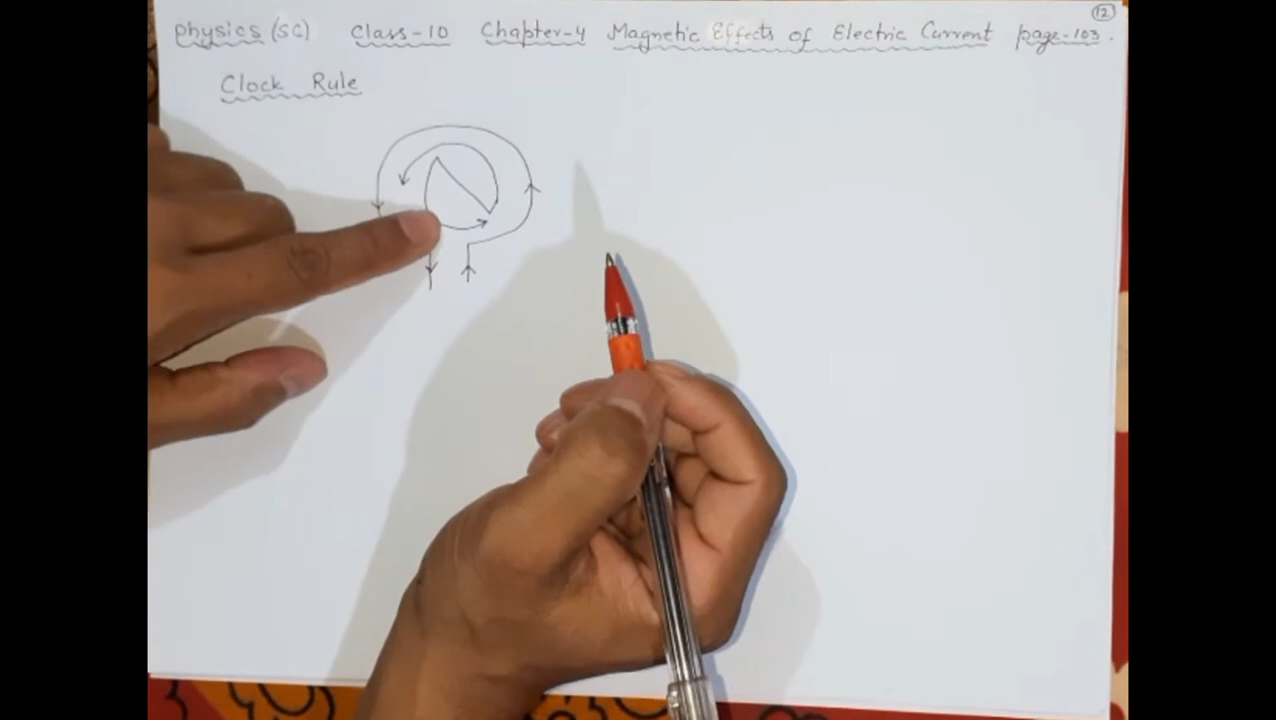 12
Physics (SC) Class-10 Chapter-4 Magnetic Effects of Electric Current page-103.
Clock Rule
N